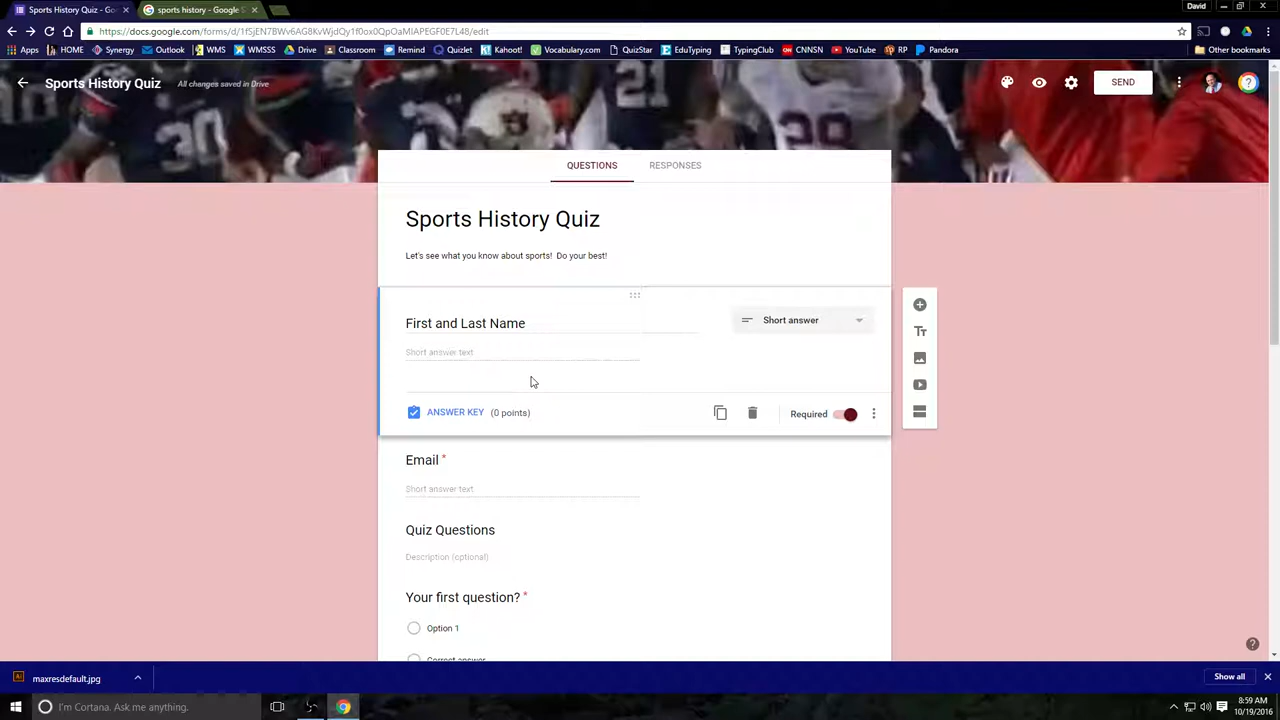 Sports History Quiz - Go
sports history - Google S
David
https://docs.google.com/forms/d/1fSjEN7BWv6AG8KvWjdQy1f0ox0QpOaMIAPEGF0E7L48/edit
Apps HOME Synergy Outlook WMS WMSSS Drive Classroom Remind Quizlet Kahoot! Vocabulary.com QuizStar EduTyping TypingClub CNNSN YouTube RP Pandora Other bookmarks
Sports History Quiz All changes saved in Drive SEND
QUESTIONS RESPONSES
Sports History Quiz
Let's see what you know about sports! Do your best!
First and Last Name
Short answer
Short answer text
ANSWER KEY (0 points)
Required
Email *
Short answer text
Quiz Questions
Description (optional)
Your first question? *
Option 1
Correct answer
maxresdefault.jpg
Show all
I'm Cortana. Ask me anything.
8:59 AM
10/19/2016